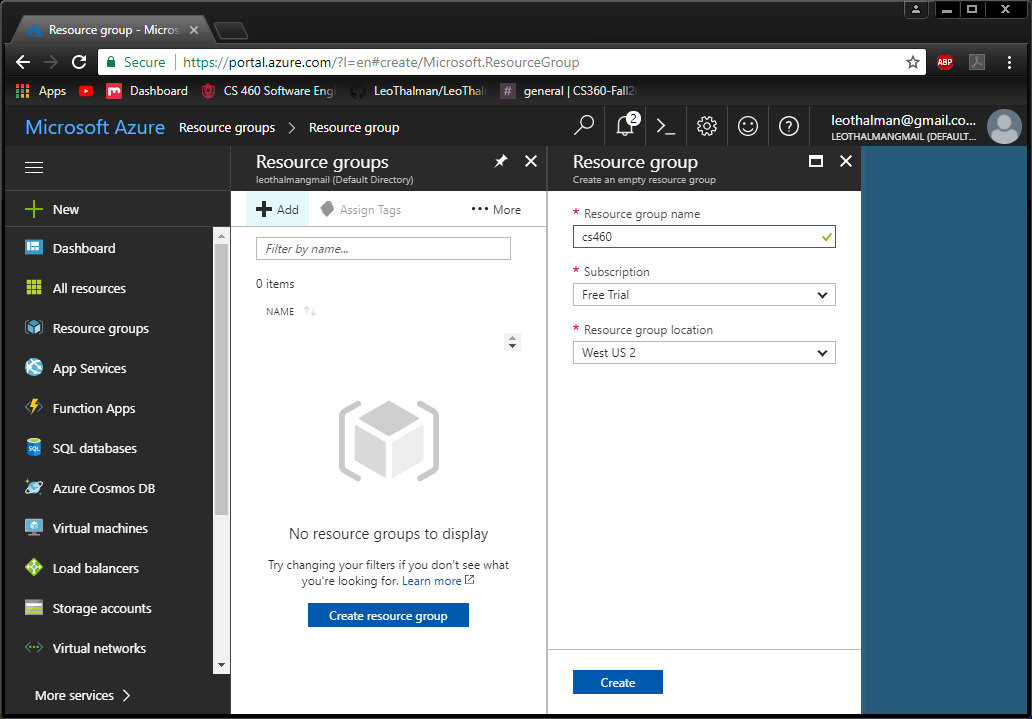 Resource group - Micros
Secure https://portal.azure.com/?l=en#create/Microsoft.ResourceGroup
ABP
Apps Dashboard CS 460 Software Engi LeoThalman/LeoThalm # general | CS360-Fall2
Microsoft Azure Resource groups > Resource group 2 leothalman@gmail.co...
LEOTHALMANGMAIL (DEFAULT...
Resource groups
leothalmangmail (Default Directory)
Resource group
Create an empty resource group
New
Dashboard
All resources
Resource groups
App Services
Function Apps
SQL databases
Azure Cosmos DB
Virtual machines
Load balancers
Storage accounts
Virtual networks
More services >
Add Assign Tags ••• More
Filter by name...
0 items
NAME
No resource groups to display
Try changing your filters if you don't see what
you're looking for. Learn more
Create resource group
* Resource group name
cs460
* Subscription
Free Trial
* Resource group location
West US 2
Create